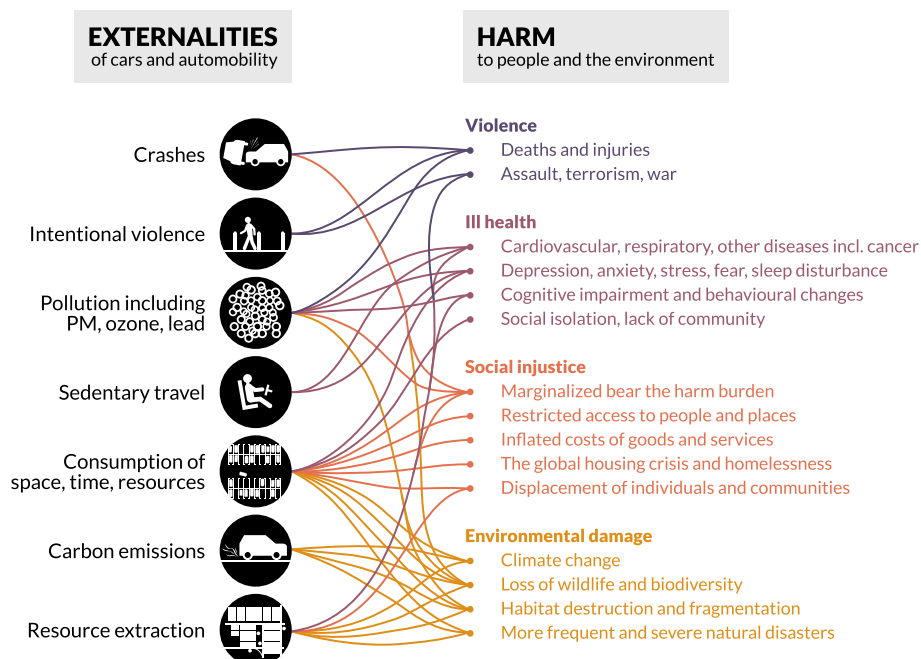 EXTERNALITIES
of cars and automobility
HARM
to people and the environment
Crashes
Intentional violence
Pollution including
PM, ozone, lead
Sedentary travel
Consumption of
space, time, resources
Carbon emissions
Resource extraction
Violence
Deaths and injuries
Assault, terrorism, war
Ill health
Cardiovascular, respiratory, other diseases incl. cancer
Depression, anxiety, stress, fear, sleep disturbance
Cognitive impairment and behavioural changes
Social isolation, lack of community
Social injustice
Marginalized bear the harm burden
Restricted access to people and places
Inflated costs of goods and services
The global housing crisis and homelessness
Displacement of individuals and communities
Environmental damage
Climate change
Loss of wildlife and biodiversity
Habitat destruction and fragmentation
More frequent and severe natural disasters